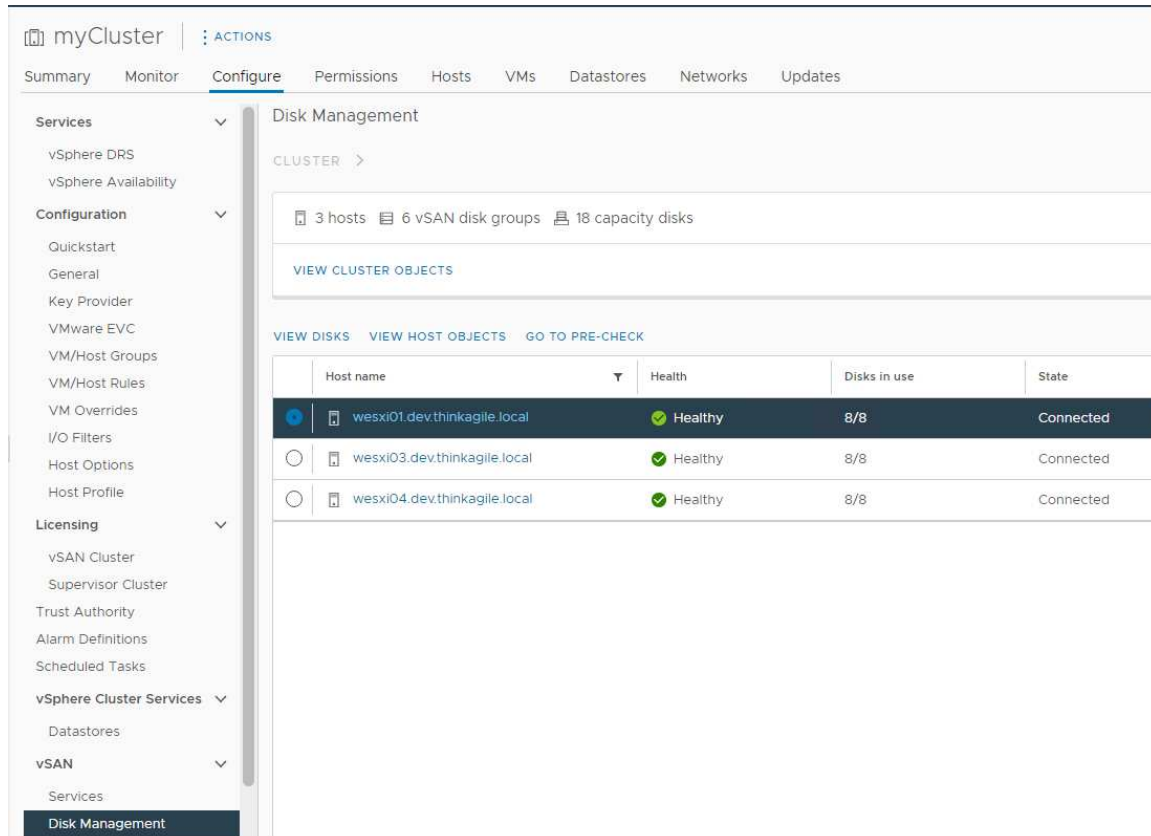 myCluster
ACTIONS
Summary Monitor Configure Permissions Hosts VMs Datastores Networks Updates
Services
vSphere DRS
vSphere Availability
Configuration
Quickstart
General
Key Provider
VMware EVC
VM/Host Groups
VM/Host Rules
VM Overrides
I/O Filters
Host Options
Host Profile
Licensing
vSAN Cluster
Supervisor Cluster
Trust Authority
Alarm Definitions
Scheduled Tasks
vSphere Cluster Services
Datastores
vSAN
Services
Disk Management
Disk Management
CLUSTER >
3 hosts 6 vSAN disk groups 18 capacity disks
VIEW CLUSTER OBJECTS
VIEW DISKS VIEW HOST OBJECTS GO TO PRE-CHECK
Host name Health Disks in use State
wesxi01.dev.thinkagile.local Healthy 8/8 Connected
wesxi03.dev.thinkagile.local Healthy 8/8 Connected
wesxi04.dev.thinkagile.local Healthy 8/8 Connected